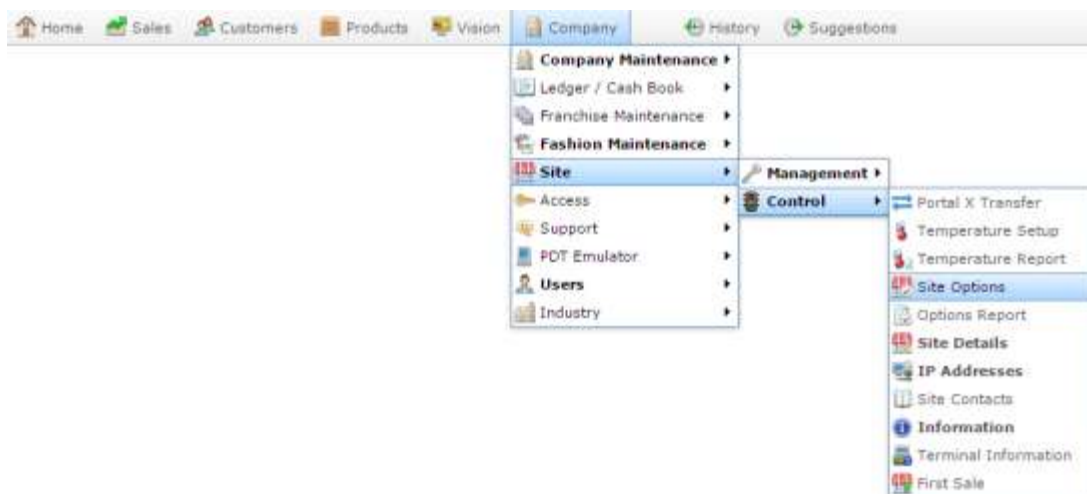 Home Sales Customers Products Vision Company History Suggestions
Company Maintenance
Ledger / Cash Book
Franchise Maintenance
Fashion Maintenance
Site
Management
Access
Control
Portal X Transfer
Support
Temperature Setup
PDT Emulator
Temperature Report
Users
Site Options
Industry
Options Report
Site Details
IP Addresses
Site Contacts
Information
Terminal Information
First Sale